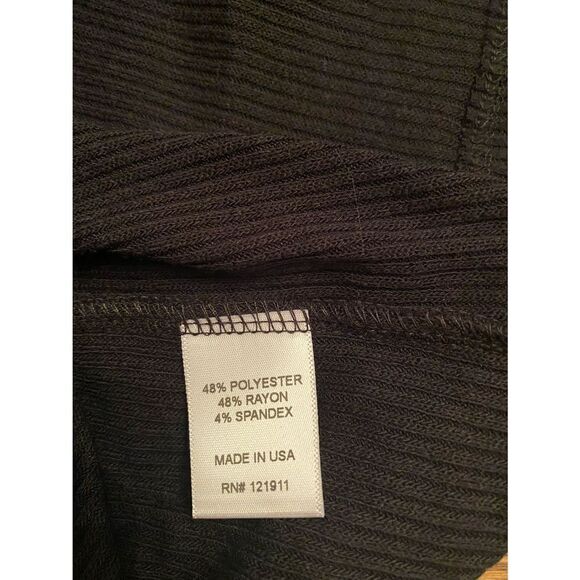 48% POLYESTER
48% RAYON
4% SPANDEX
MADE IN USA
RN# 121911